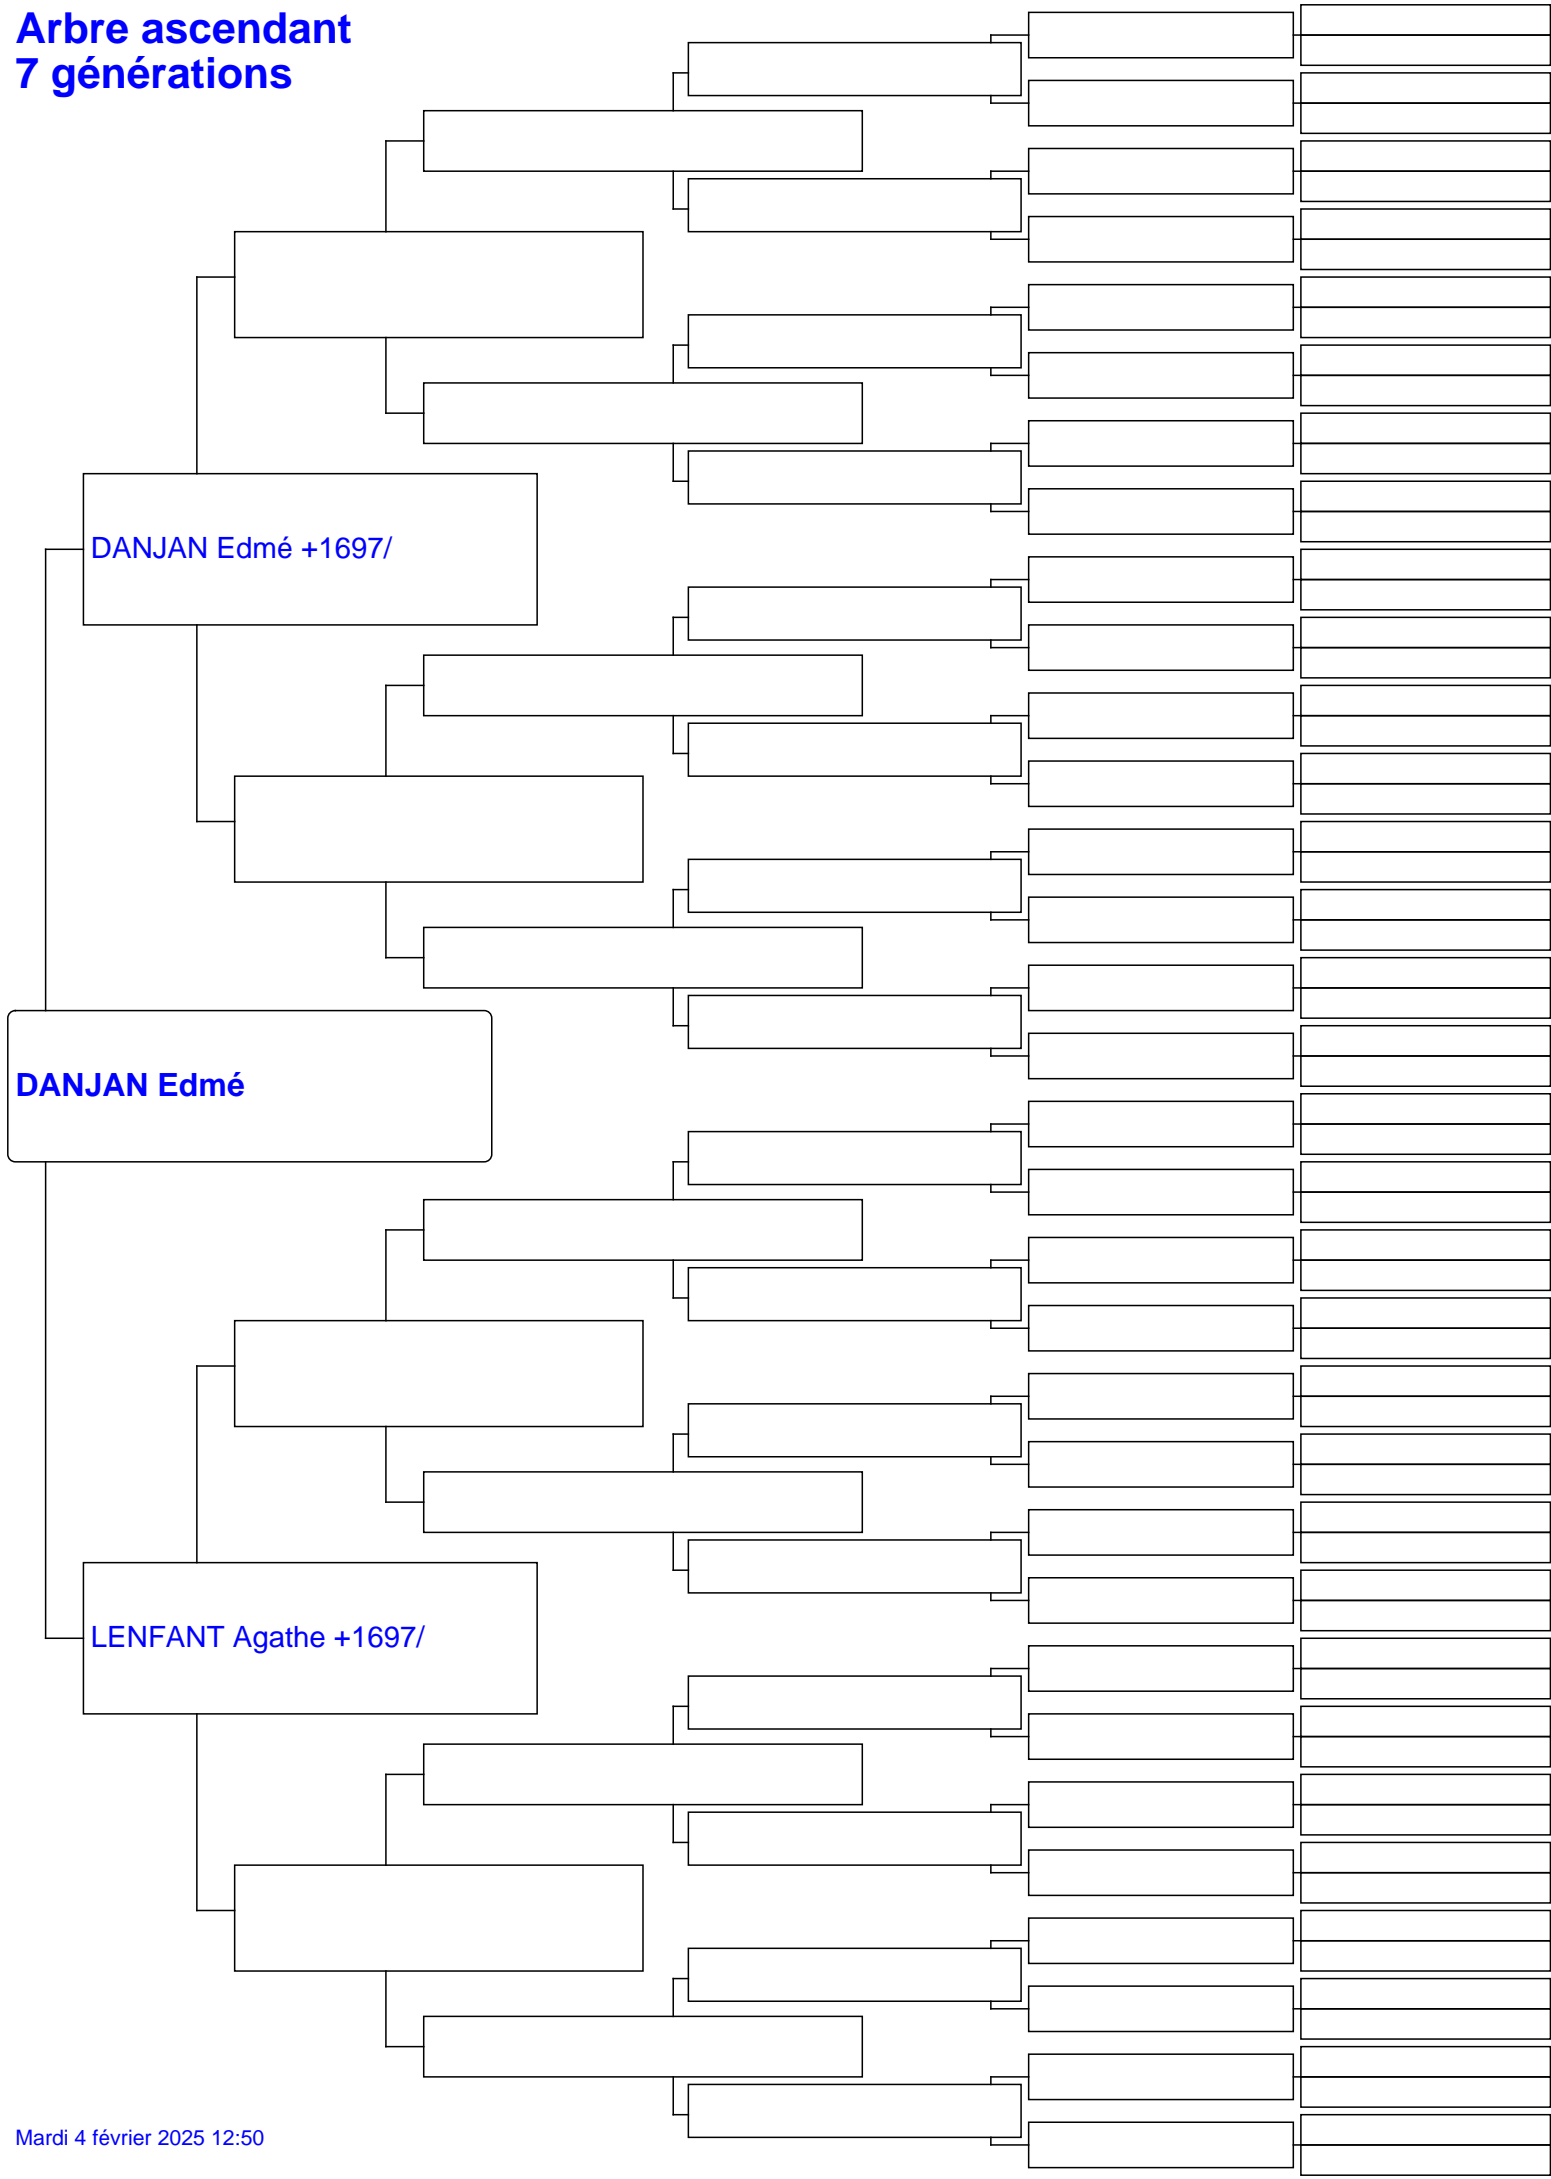 Arbre ascendant
7 générations
DANJAN Edmé +1697/
DANJAN Edmé
LENFANT Agathe +1697/
Mardi 4 février 2025 12:50